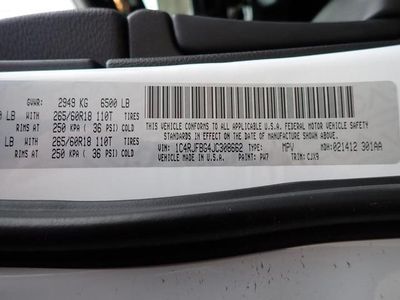 GVWR: 2949 KG 6500 LB
LB WITH 265/60R18 110T
RIMS AT 250 KPA ( 36 PSI) COLD
LB WITH 265/60R18 110T
RIMS AT 250 KPA ( 36 PSI) COLD
THIS VEHICLE CONFORMS TO ALL APPLICABLE U.S.A. FEDERAL MOTOR VEHICLE SAFETY
STANDARDS IN EFFECT ON THE DATE OF MANUFACTURE SHOWN ABOVE.
VIN: 1C4RJFBG4JC308662 TYPE: MPV MDH: 021412 301AA
VEHICLE MADE IN U.S.A. PAINT: PW7 TRIM: CJX9